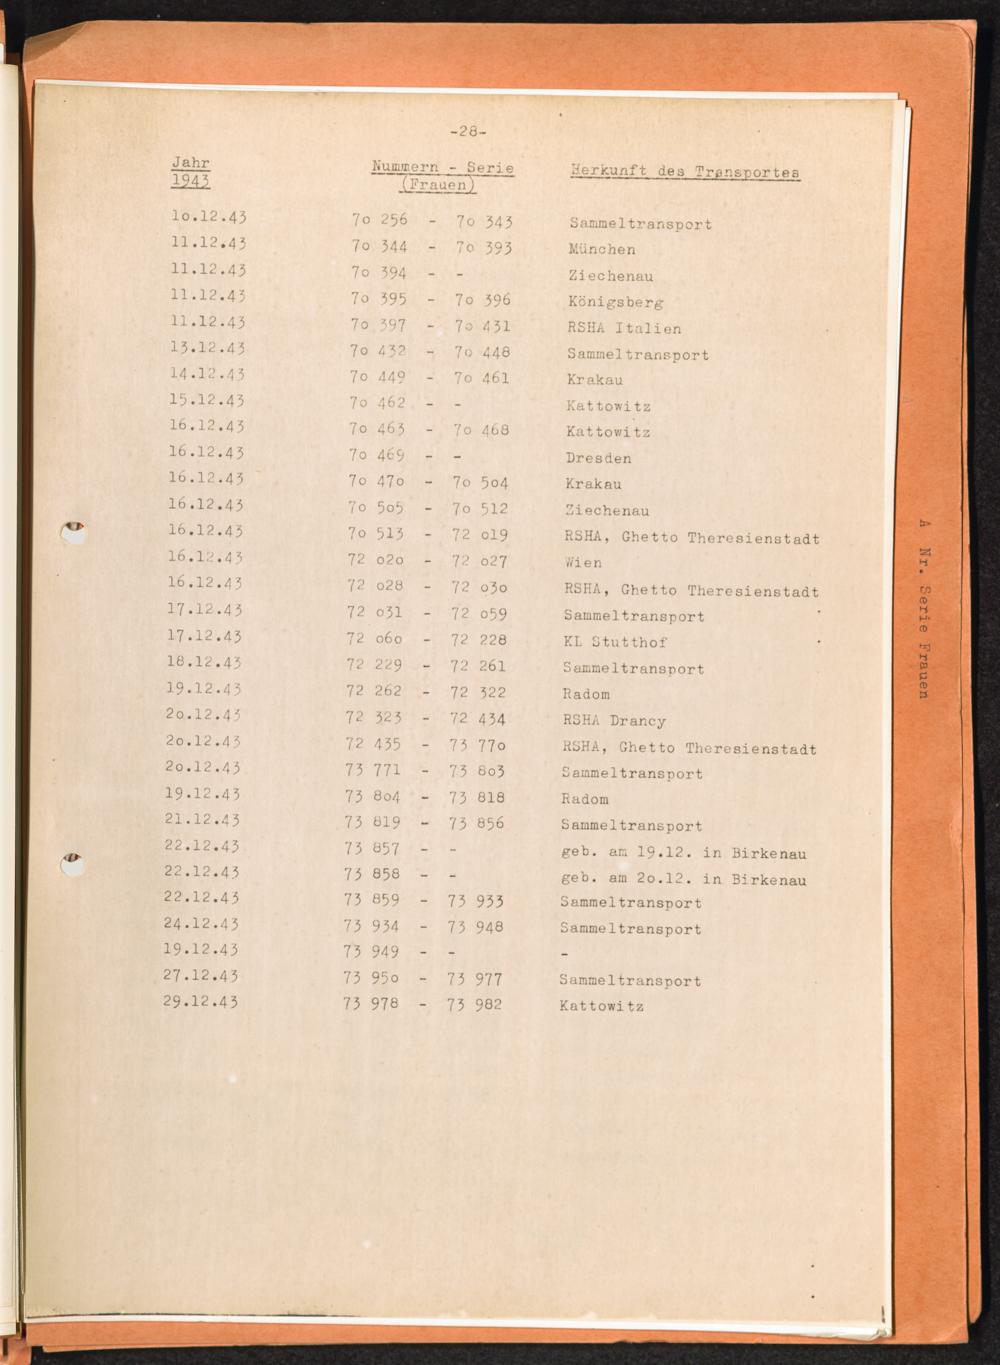 -28-
Jahr Nummern - Serie Herkunft des Transportes
1943 (Frauen)
1o.12.43 7o 256 - 7o 343 Sammeltransport
11.12.43 7o 344 - 7o 393 München
11.12.43 7o 394 - - Ziechenau
11.12.43 7o 395 - 7o 396 Königsberg
11.12.43 7o 397 - 7o 431 RSHA Italien
13.12.43 7o 432 - 7o 448 Sammeltransport
14.12.43 7o 449 - 7o 461 Krakau
15.12.43 7o 462 - - Kattowitz
16.12.43 7o 463 - 7o 468 Kattowitz
16.12.43 7o 469 - - Dresden
16.12.43 7o 47o - 7o 5o4 Krakau
16.12.43 7o 5o5 - 7o 512 Ziechenau
16.12.43 7o 513 - 72 o19 RSHA, Ghetto Theresienstadt
16.12.43 72 o2o - 72 o27 Wien
16.12.43 72 o28 - 72 o3o RSHA, Ghetto Theresienstadt
17.12.43 72 o31 - 72 o59 Sammeltransport
17.12.43 72 o6o - 72 228 KL Stutthof
18.12.43 72 229 - 72 261 Sammeltransport
19.12.43 72 262 - 72 322 Radom
2o.12.43 72 323 - 72 434 RSHA Drancy
2o.12.43 72 435 - 73 77o RSHA, Ghetto Theresienstadt
2o.12.43 73 771 - 73 8o3 Sammeltransport
19.12.43 73 8o4 - 73 818 Radom
21.12.43 73 819 - 73 856 Sammeltransport
22.12.43 73 857 - - geb. am 19.12. in Birkenau
22.12.43 73 858 - - geb. am 2o.12. in Birkenau
22.12.43 73 859 - 73 933 Sammeltransport
24.12.43 73 934 - 73 948 Sammeltransport
19.12.43 73 949 - - -
27.12.43 73 95o - 73 977 Sammeltransport
29.12.43 73 978 - 73 982 Kattowitz
A Nr. Serie Frauen